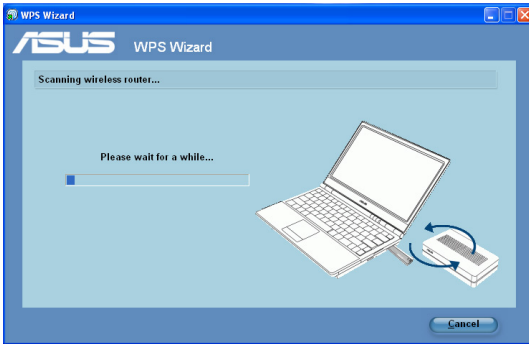 WPS Wizard
ASUS WPS Wizard
Scanning wireless router...
Please wait for a while...
Cancel